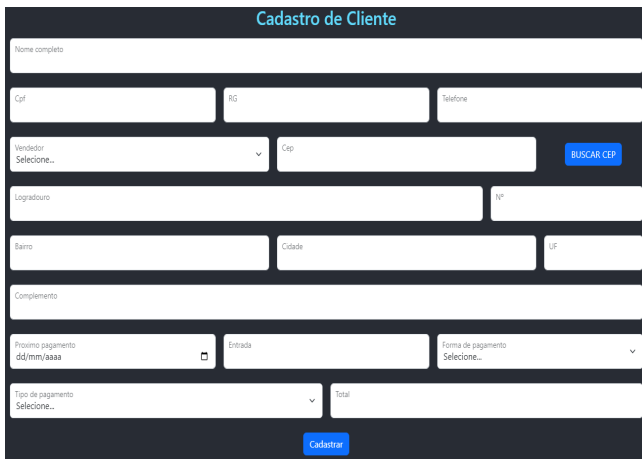 Cadastro de Cliente
Nome completo
Cpf RG Telefone
Vendedor Cep
Selecione... BUSCAR CEP
Logradouro Nº
Bairro Cidade UF
Complemento
Proximo pagamento Entrada Forma de pagamento
dd/mm/aaaa Selecione...
Tipo de pagamento Total
Selecione...
Cadastrar